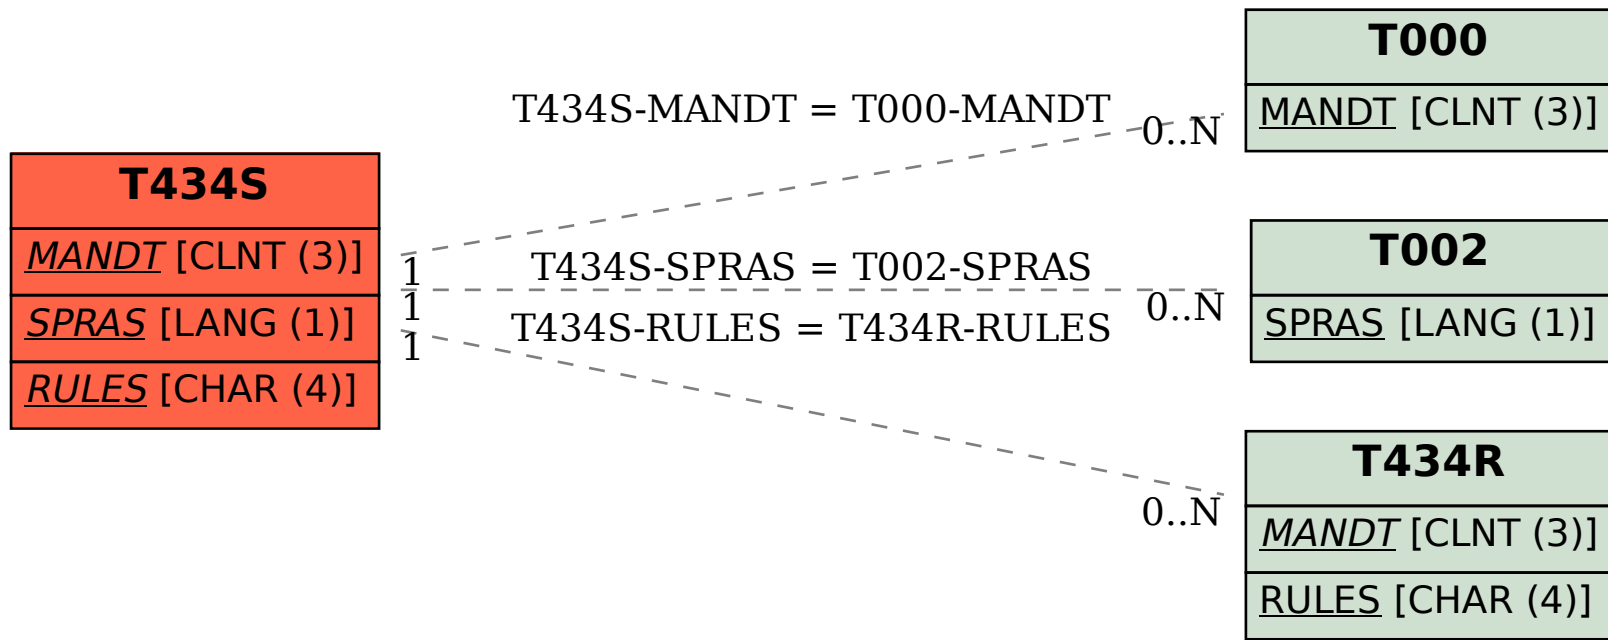 T434S
MANDT [CLNT (3)]
SPRAS [LANG (1)]
RULES [CHAR (4)]
T434S-MANDT = T000-MANDT
1
0..N
T434S-SPRAS = T002-SPRAS
1
0..N
T434S-RULES = T434R-RULES
1
0..N
T000
MANDT [CLNT (3)]
T002
SPRAS [LANG (1)]
T434R
MANDT [CLNT (3)]
RULES [CHAR (4)]